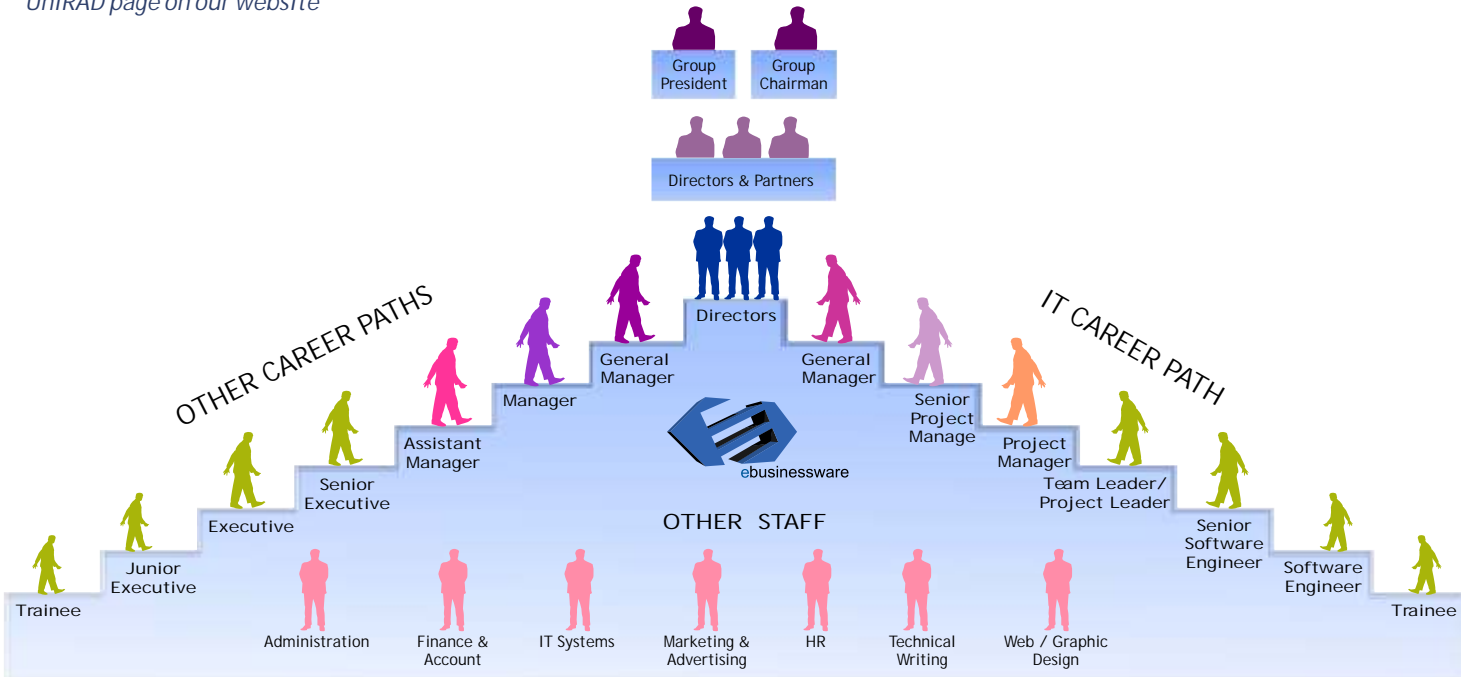 UniRAD page on our website
Group
President
Group
Chairman
Directors & Partners
Directors
OTHER CAREER PATHS
IT CAREER PATH
General
Manager
Manager
Assistant
Manager
Senior
Executive
Executive
Junior
Executive
Trainee
General
Manager
Senior
Project
Manage
Project
Manager
Team Leader/
Project Leader
Senior
Software
Engineer
Software
Engineer
Trainee
ebusinessware
OTHER STAFF
Administration
Finance &
Account
IT Systems
Marketing &
Advertising
HR
Technical
Writing
Web / Graphic
Design